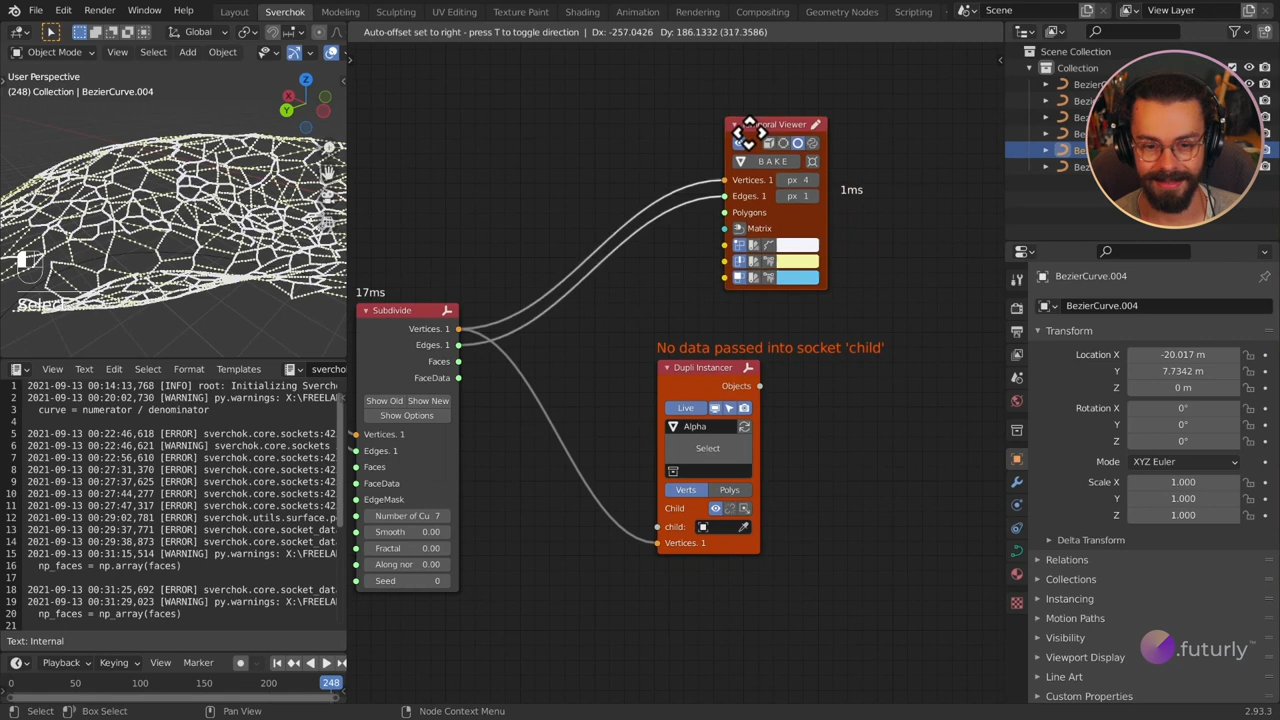 File Edit Render Window Help
Layout Sverchok Modeling Sculpting UV Editing Texture Paint Shading Animation Rendering Compositing Geometry Nodes Scripting
Scene
View Layer
Global
Object Mode View Select Add Object
User Perspective
(248) Collection | BezierCurve.004
Z
X
Y
Auto-offset set to right - press T to toggle direction | Dx: -257.0426 Dy: 186.1332 (317.3586)
Viewer
BAKE
Vertices. 1 px 4
Edges. 1 px 1
Polygons
Matrix
1ms
17ms
Subdivide
Vertices. 1
Edges. 1
Faces
FaceData
Show Old Show New
Show Options
Vertices. 1
Edges. 1
Faces
FaceData
EdgeMask
Number of Cu 7
Smooth 0.00
Fractal 0.00
Along nor 0.00
Seed 0
No data passed into socket 'child'
Dupli Instancer
Objects
Live
Alpha
Select
Verts Polys
Child
child:
Vertices. 1
View Text Edit Select Format Templates sverchok
1 2021-09-13 00:14:13,768 [INFO] root: Initializing Sverch
2 2021-09-13 00:20:02,730 [WARNING] py.warnings: X:\FREELAN
3 curve = numerator / denominator
4
5 2021-09-13 00:22:46,618 [ERROR] sverchok.core.sockets:42
6 2021-09-13 00:22:46,621 [WARNING] sverchok.core.sockets
7 2021-09-13 00:22:56,610 [ERROR] sverchok.core.sockets:42
8 2021-09-13 00:27:31,370 [ERROR] sverchok.core.sockets:42
9 2021-09-13 00:27:37,625 [ERROR] sverchok.core.sockets:42
10 2021-09-13 00:27:44,277 [ERROR] sverchok.core.sockets:42
11 2021-09-13 00:27:47,317 [ERROR] sverchok.core.sockets:42
12 2021-09-13 00:29:02,781 [ERROR] sverchok.utils.surface.p
13 2021-09-13 00:29:37,771 [ERROR] sverchok.core.socket_dat
14 2021-09-13 00:29:38,873 [ERROR] sverchok.core.socket_dat
15 2021-09-13 00:31:15,514 [WARNING] py.warnings: X:\FREELA
16 np_faces = np.array(faces)
17
18 2021-09-13 00:31:25,692 [ERROR] sverchok.core.socket_dat
19 2021-09-13 00:31:29,602 [WARNING] py.warnings: X:\FREELA
20 np_faces = np_array(faces)
21
Text: Internal
Playback Keying View Marker
0 50 100 150 200 248
Select Box Select Pan View Node Context Menu 2.93.3
Scene Collection
Collection
BezierC
BezierC
BezierC
BezierCurve.004
BezierCurve.004
Transform
Location X -20.017 m
Y 7.7342 m
Z 0 m
Rotation X 0°
Y 0°
Z 0°
Mode XYZ Euler
Scale X 1.000
Y 1.000
Z 1.000
Delta Transform
Relations
Collections
Instancing
Motion Paths
Visibility
Viewport Display
Line Art
Custom Properties
.futurly™